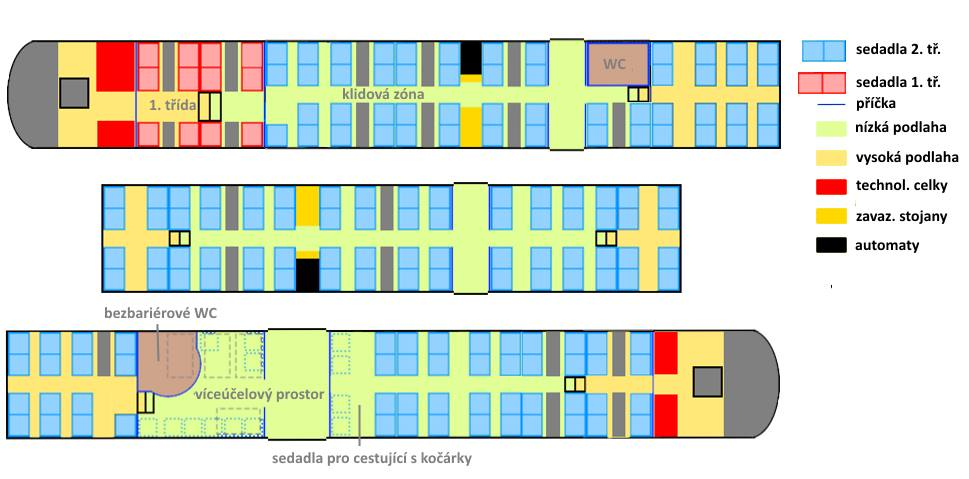 WC
1. třída
klidová zóna
sedadla 2. tř.
sedadla 1. tř.
příčka
nízká podlaha
vysoká podlaha
technol. celky
zavaz. stojany
automaty
bezbariérové WC
víceúčelový prostor
sedadla pro cestující s kočárky